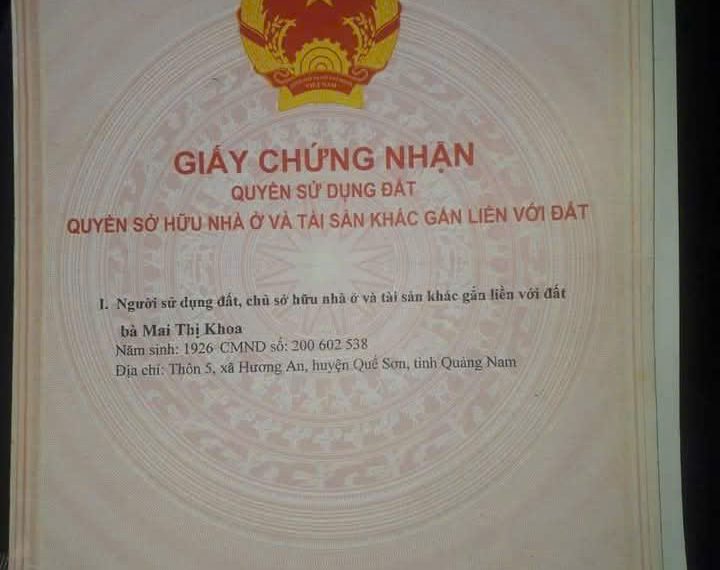 VIỆT NAM
GIẤY CHỨNG NHẬN
QUYỀN SỬ DỤNG ĐẤT
QUYỀN SỞ HỮU NHÀ Ở VÀ TÀI SẢN KHÁC GẮN LIỀN VỚI ĐẤT
I. Người sử dụng đất, chủ sở hữu nhà ở và tài sản khác gắn liền với đất
bà Mai Thị Khoa
Năm sinh: 1926 CMND số: 200 602 538
Địa chỉ: Thôn 5, xã Hương An, huyện Quế Sơn, tỉnh Quảng Nam